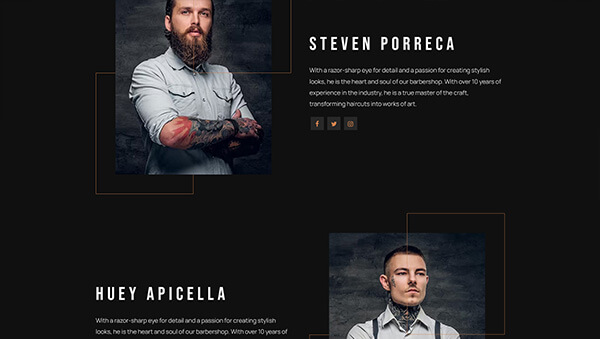 STEVEN PORRECA
With a razor-sharp eye for detail and a passion for creating stylish
looks, he is the heart and soul of our barbershop. With over 10 years of
experience in the industry, he is a true master of the craft,
transforming haircuts into works of art.
HUEY APICELLA
With a razor-sharp eye for detail and a passion for creating stylish
looks, he is the heart and soul of our barbershop. With over 10 years of